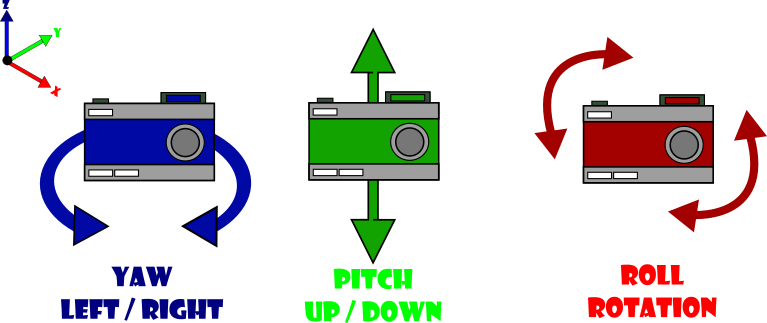 Z
Y
X
YAW
LEFT / RIGHT
PITCH
UP / DOWN
ROLL
ROTATION